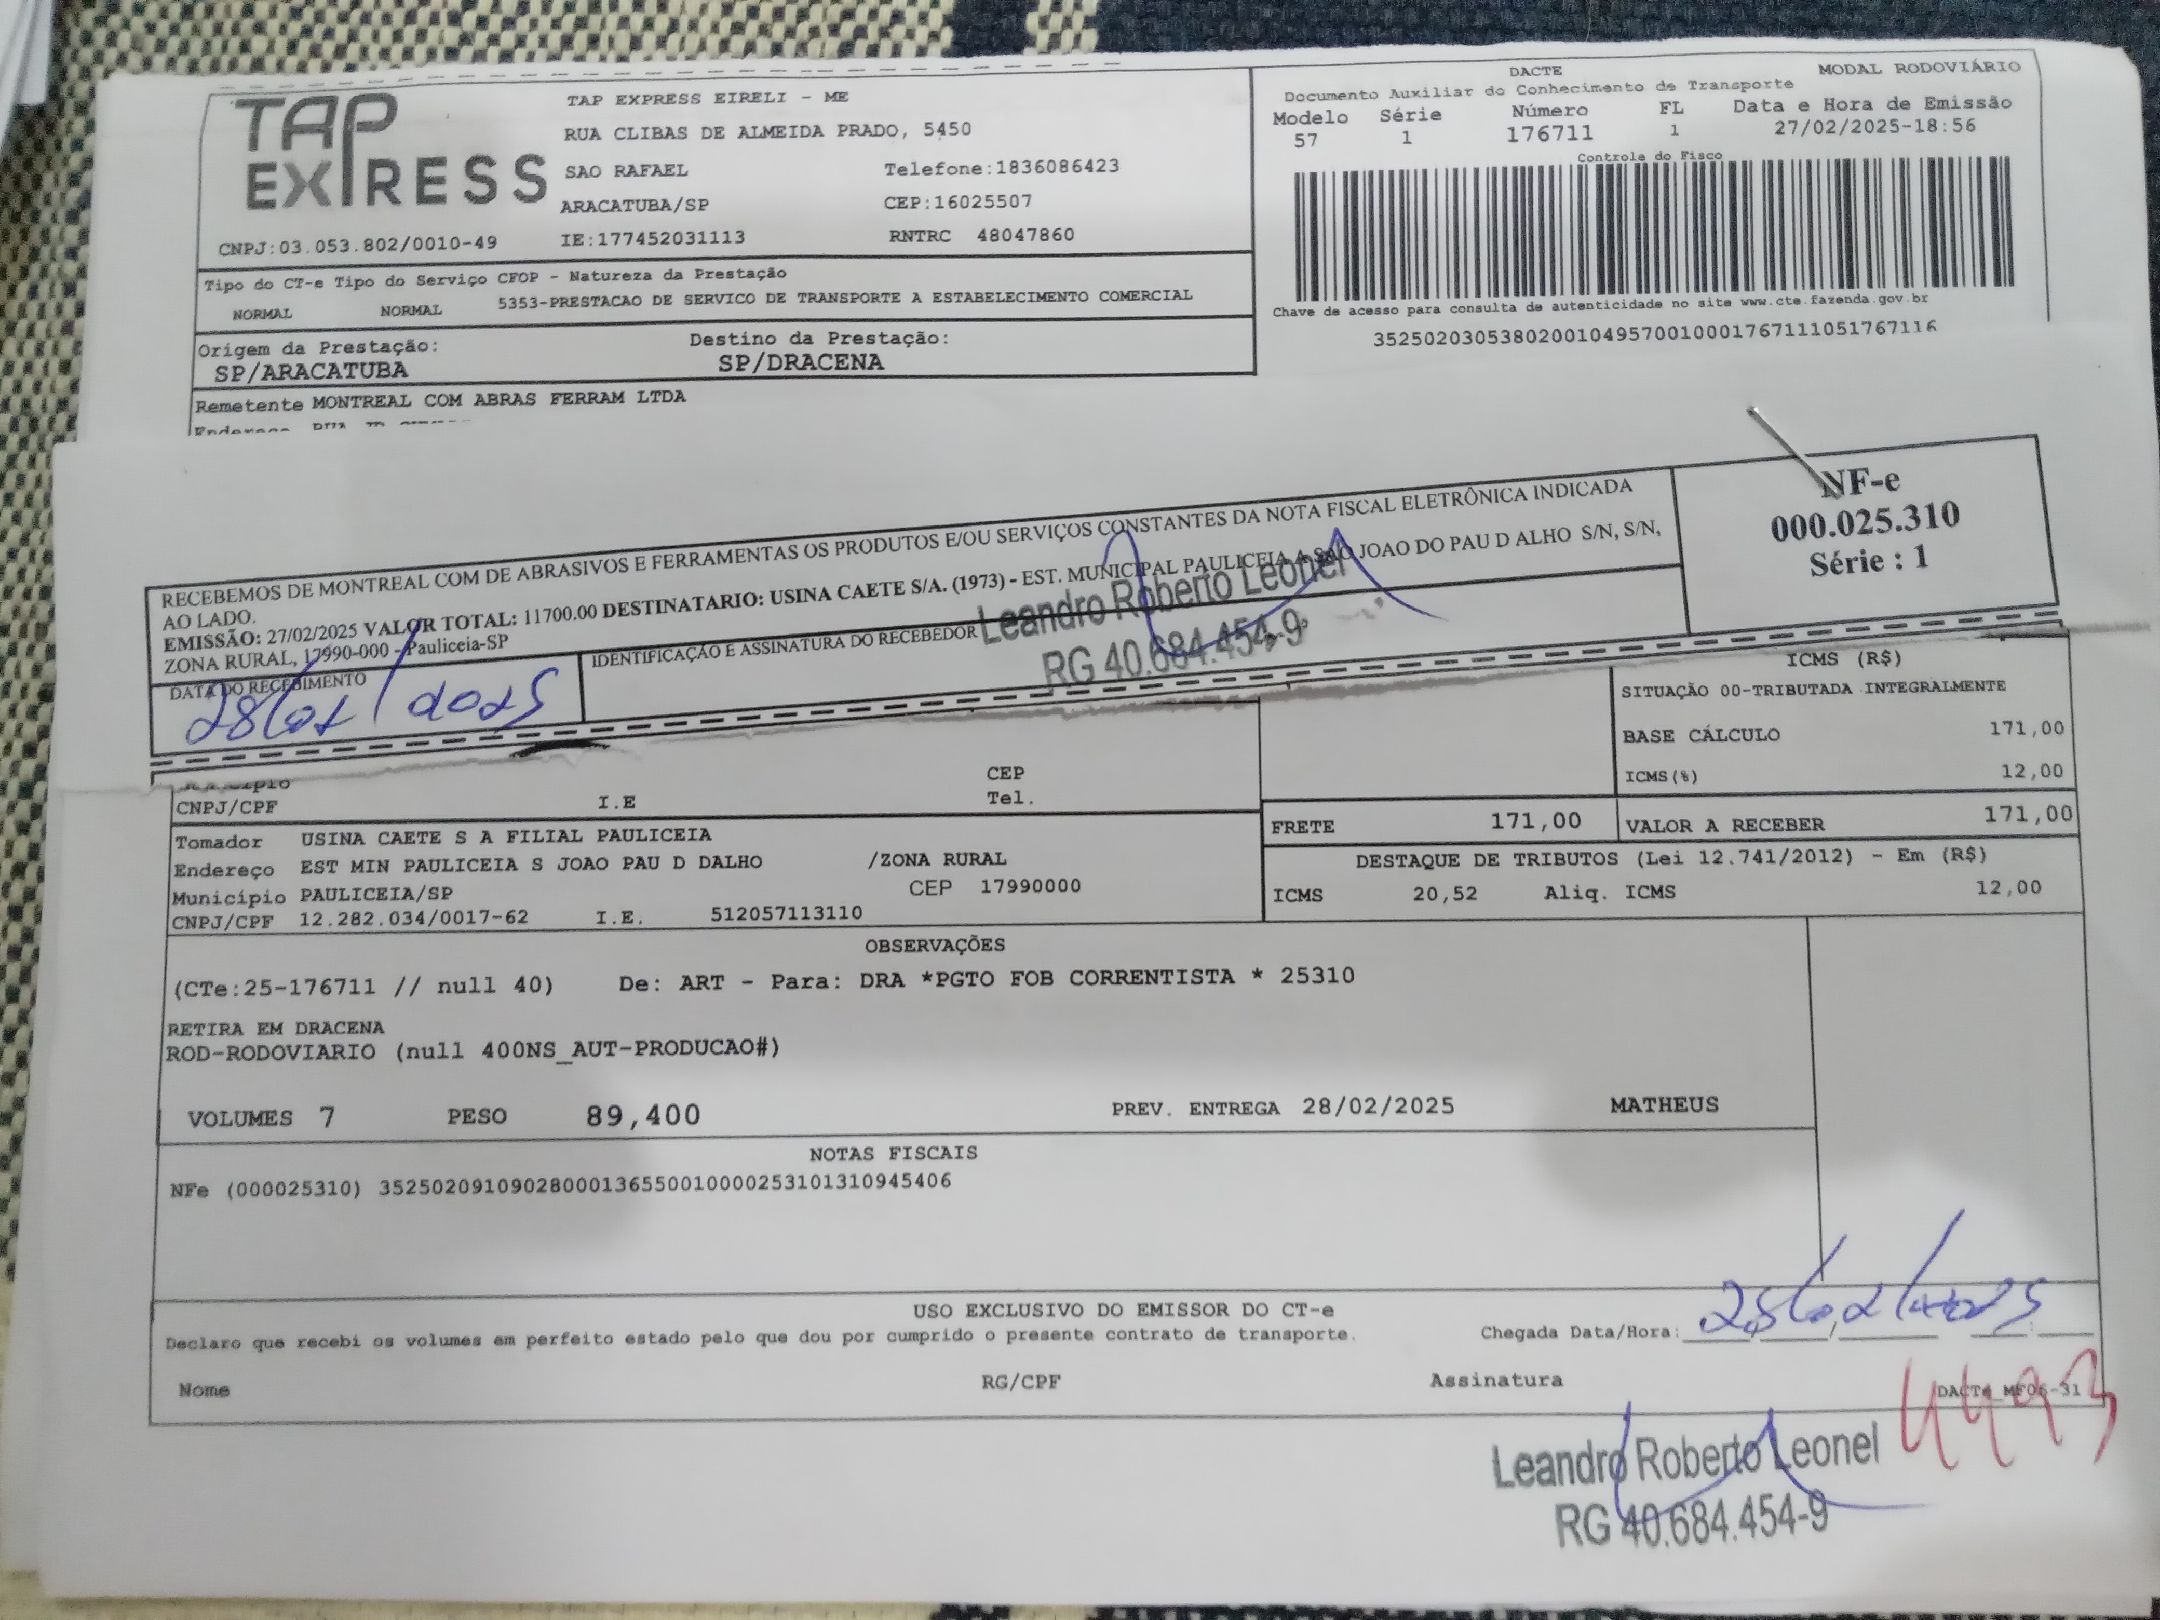 TAP EXPRESS
TAP EXPRESS EIRELI - ME
RUA CLIBAS DE ALMEIDA PRADO, 5450
SAO RAFAEL Telefone:1836086423
ARACATUBA/SP CEP:16025507
CNPJ:03.053.802/0010-49 IE:177452031113 RNTRC 48047860
DACTE MODAL RODOVIÁRIO
Documento Auxiliar do Conhecimento de Transporte
Modelo Série Número FL Data e Hora de Emissão
57 1 176711 1 27/02/2025-18:56
Controle do Fisco
Chave de acesso para consulta de autenticidade no site www.cte.fazenda.gov.br
35250203053802001049570010001767111051767116
Tipo do CT-e Tipo do Serviço CFOP - Natureza da Prestação
NORMAL NORMAL 5353-PRESTACAO DE SERVICO DE TRANSPORTE A ESTABELECIMENTO COMERCIAL
Origem da Prestação: Destino da Prestação:
SP/ARACATUBA SP/DRACENA
Remetente MONTREAL COM ABRAS FERRAM LTDA
RECEBEMOS DE MONTREAL COM DE ABRASIVOS E FERRAMENTAS OS PRODUTOS E/OU SERVIÇOS CONSTANTES DA NOTA FISCAL ELETRÔNICA INDICADA
AO LADO.
EMISSÃO: 27/02/2025 VALOR TOTAL: 11700.00 DESTINATARIO: USINA CAETE S/A. (1973) - EST. MUNICIPAL PAULICEIA A SAO JOAO DO PAU D ALHO S/N, S/N,
ZONA RURAL, 17990-000 - Pauliceia-SP
NF-e
000.025.310
Série : 1
DATA DO RECEBIMENTO
28/02/2025
IDENTIFICAÇÃO E ASSINATURA DO RECEBEDOR
Leandro Roberto Leonel
RG 40.684.454-9
ICMS (R$)
SITUAÇÃO 00-TRIBUTADA INTEGRALMENTE
BASE CÁLCULO 171,00
ICMS(%) 12,00
CEP
CNPJ/CPF I.E Tel.
FRETE 171,00 VALOR A RECEBER 171,00
Tomador USINA CAETE S A FILIAL PAULICEIA
Endereço EST MIN PAULICEIA S JOAO PAU D DALHO /ZONA RURAL
Município PAULICEIA/SP CEP 17990000
CNPJ/CPF 12.282.034/0017-62 I.E. 512057113110
DESTAQUE DE TRIBUTOS (Lei 12.741/2012) - Em (R$)
ICMS 20,52 Aliq. ICMS 12,00
OBSERVAÇÕES
(CTe:25-176711 // null 40) De: ART - Para: DRA *PGTO FOB CORRENTISTA * 25310
RETIRA EM DRACENA
ROD-RODOVIARIO (null 400NS_AUT-PRODUCAO#)
VOLUMES 7 PESO 89,400 PREV. ENTREGA 28/02/2025 MATHEUS
NOTAS FISCAIS
NFe (000025310) 35250209109028000136550010000253101310945406
USO EXCLUSIVO DO EMISSOR DO CT-e
Declaro que recebi os volumes em perfeito estado pelo que dou por cumprido o presente contrato de transporte. Chegada Data/Hora: 28/02/2025
Nome RG/CPF Assinatura
Leandro Roberto Leonel
RG 40.684.454-9